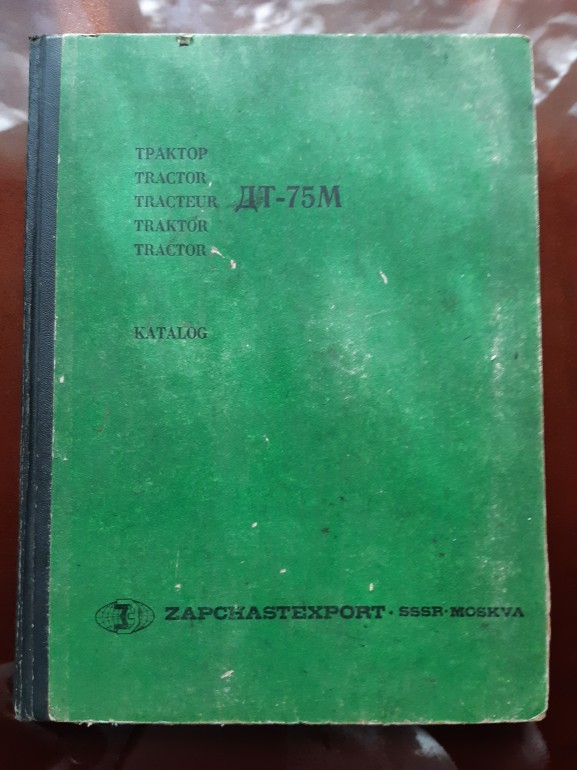 ТРАКТОР
TRACTOR
TRACTEUR ДТ-75М
TRAKTOR
TRACTOR
KATALOG
ZAPCHASTEXPORT · SSSR · MOSKVA